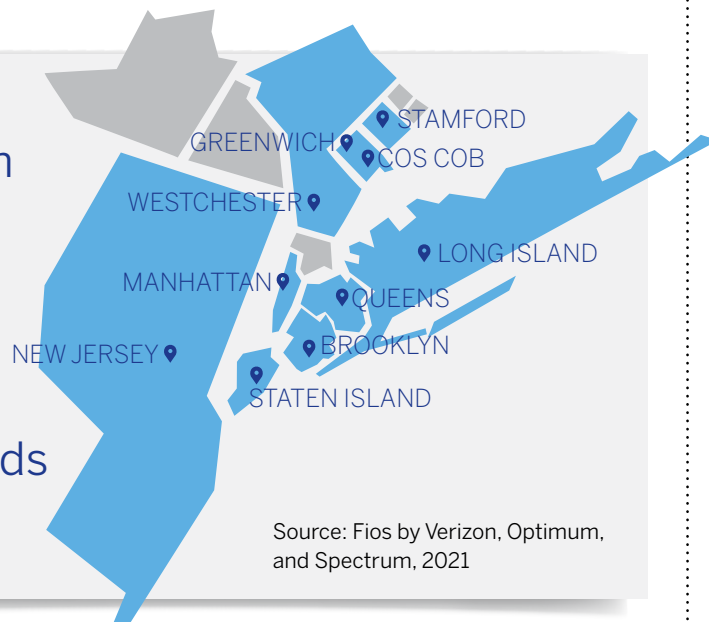 STAMFORD
GREENWICH
COS COB
WESTCHESTER
LONG ISLAND
MANHATTAN
QUEENS
NEW JERSEY
BROOKLYN
STATEN ISLAND
ds
Source: Fios by Verizon, Optimum,
and Spectrum, 2021